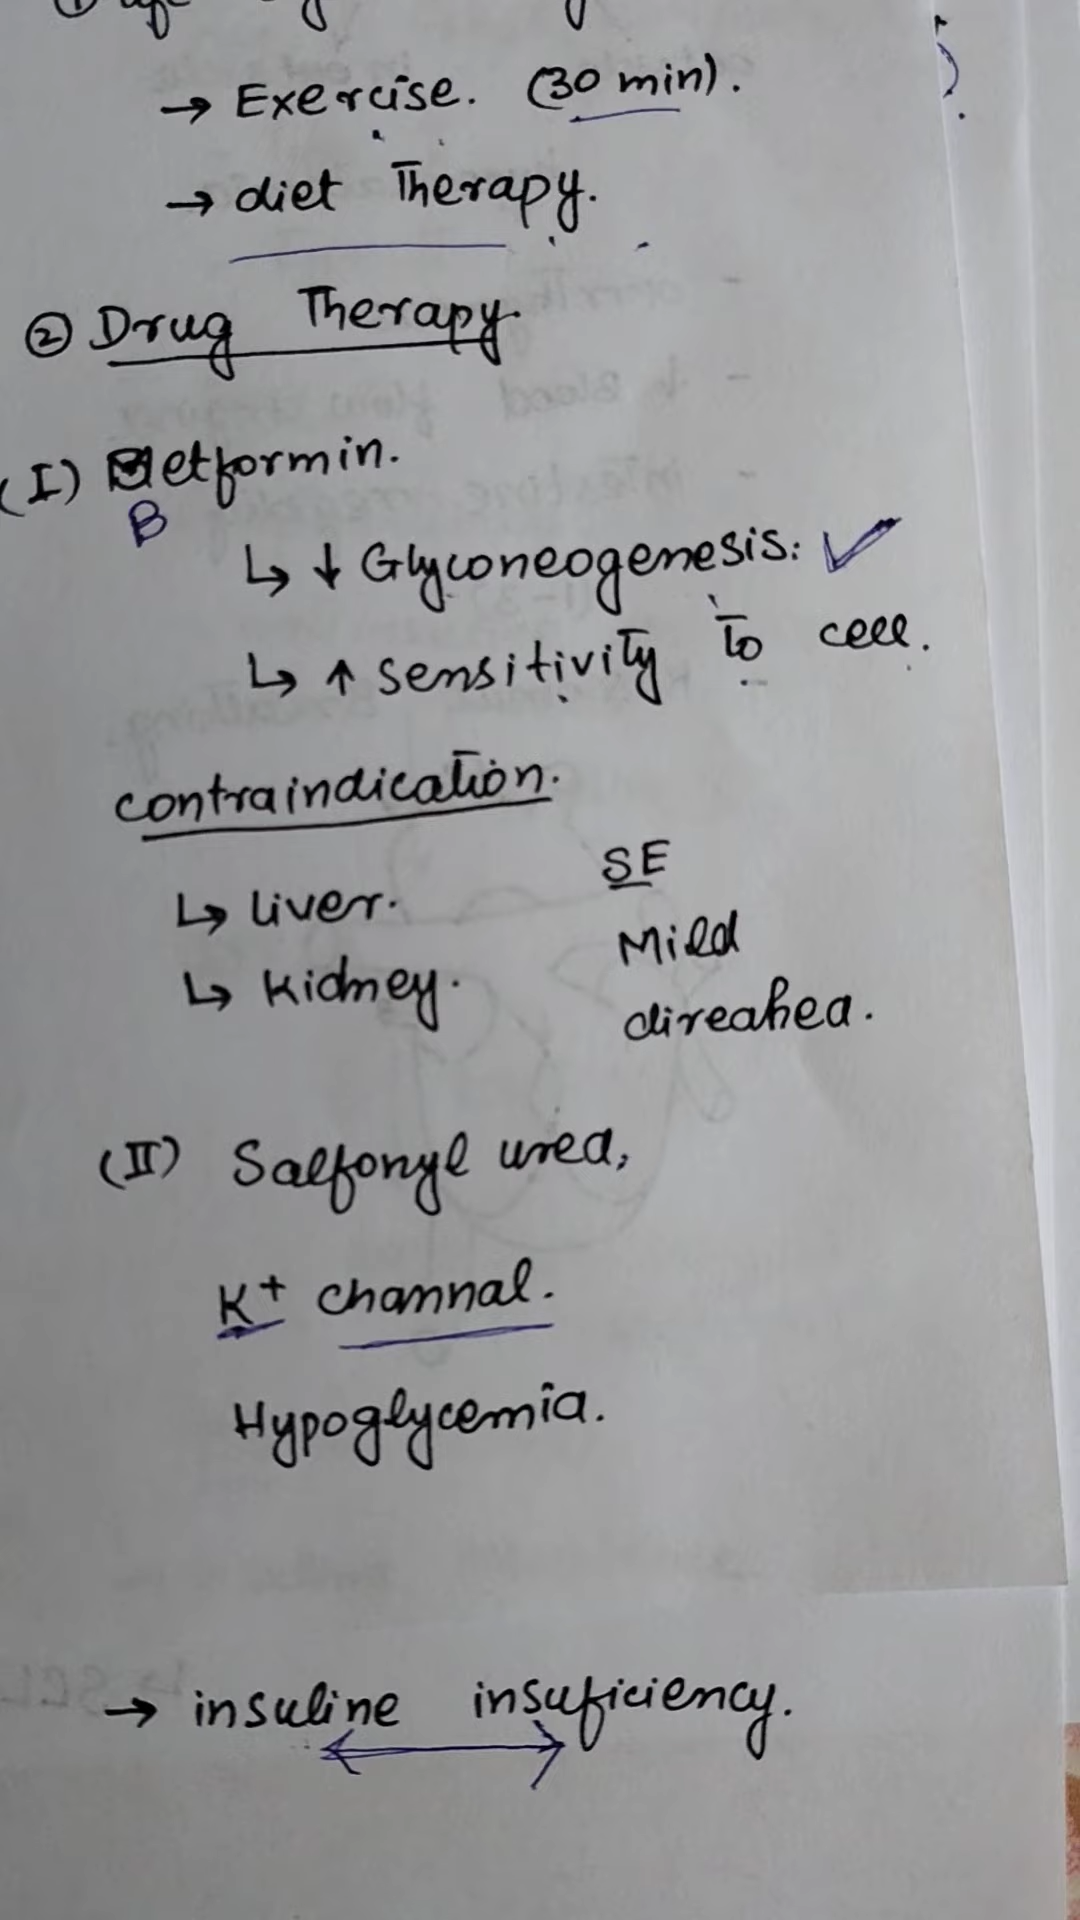 → Exercise. (30 min).
→ diet Therapy.
② Drug Therapy.
(I) Metformin.
B
↳ ↓ Glyconeogenesis: ✓
↳ ↑ sensitivity To cell.
contraindication.
↳ liver.
↳ kidney.
SE
Mild
direahea.
(II) Salfonyl urea,
K+ channal.
Hypoglycemia.
→ insuline insuficiency.